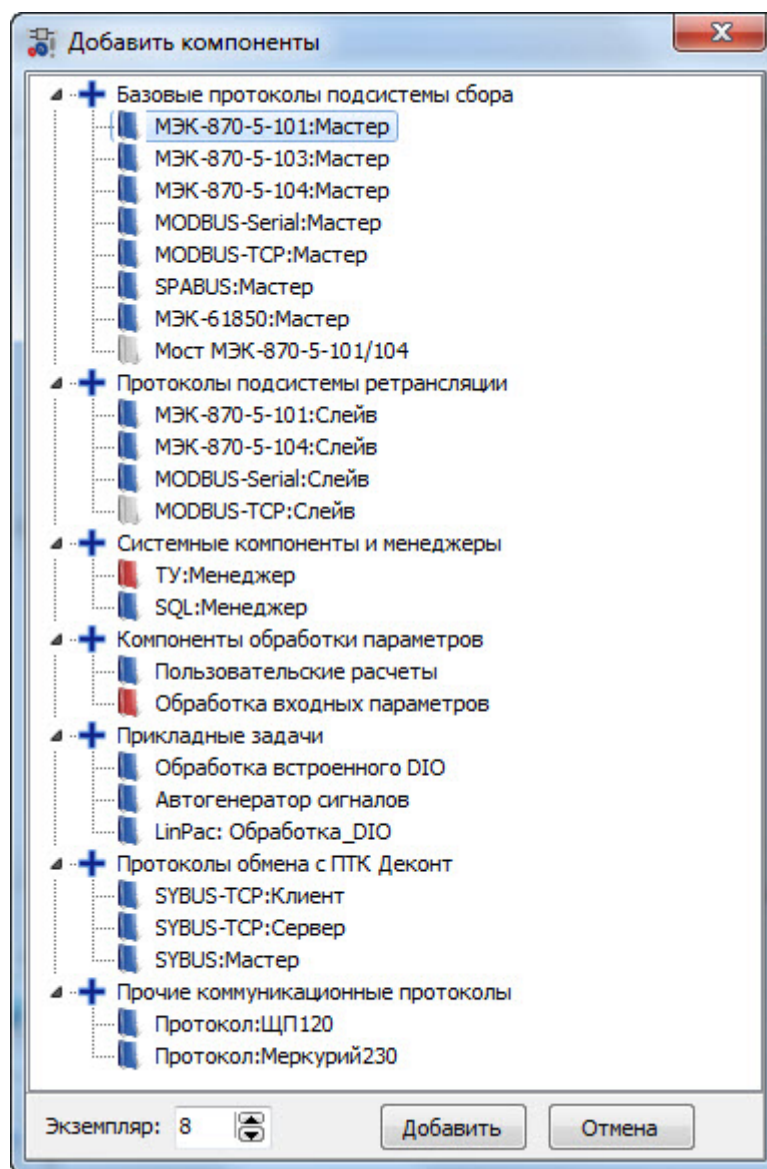 Добавить компоненты
Базовые протоколы подсистемы сбора
МЭК-870-5-101:Мастер
МЭК-870-5-103:Мастер
МЭК-870-5-104:Мастер
MODBUS-Serial:Мастер
MODBUS-TCP:Мастер
SPABUS:Мастер
МЭК-61850:Мастер
Мост МЭК-870-5-101/104
Протоколы подсистемы ретрансляции
МЭК-870-5-101:Слейв
МЭК-870-5-104:Слейв
MODBUS-Serial:Слейв
MODBUS-TCP:Слейв
Системные компоненты и менеджеры
ТУ:Менеджер
SQL:Менеджер
Компоненты обработки параметров
Пользовательские расчеты
Обработка входных параметров
Прикладные задачи
Обработка встроенного DIO
Автогенератор сигналов
LinPac: Обработка_DIO
Протоколы обмена с ПТК Деконт
SYBUS-TCP:Клиент
SYBUS-TCP:Сервер
SYBUS:Мастер
Прочие коммуникационные протоколы
Протокол:ЩП120
Протокол:Меркурий230
Экземпляр: 8 Добавить Отмена